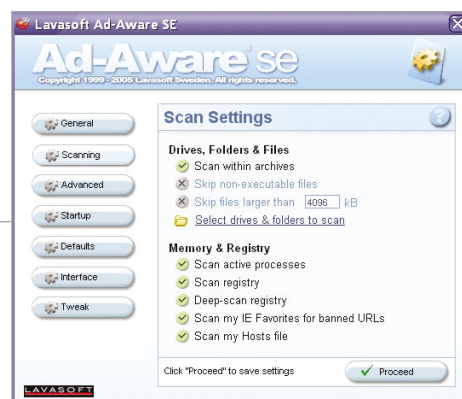 Lavasoft Ad-Aware SE
Ad-Aware SE
Copyright 1999 - 2005 Lavasoft Sweden. All rights reserved.
General
Scanning
Advanced
Startup
Defaults
Interface
Tweak
Scan Settings
Drives, Folders & Files
Scan within archives
Skip non-executable files
Skip files larger than 4096 kB
Select drives & folders to scan
Memory & Registry
Scan active processes
Scan registry
Deep-scan registry
Scan my IE Favorites for banned URLs
Scan my Hosts file
Click "Proceed" to save settings
Proceed
LAVASOFT